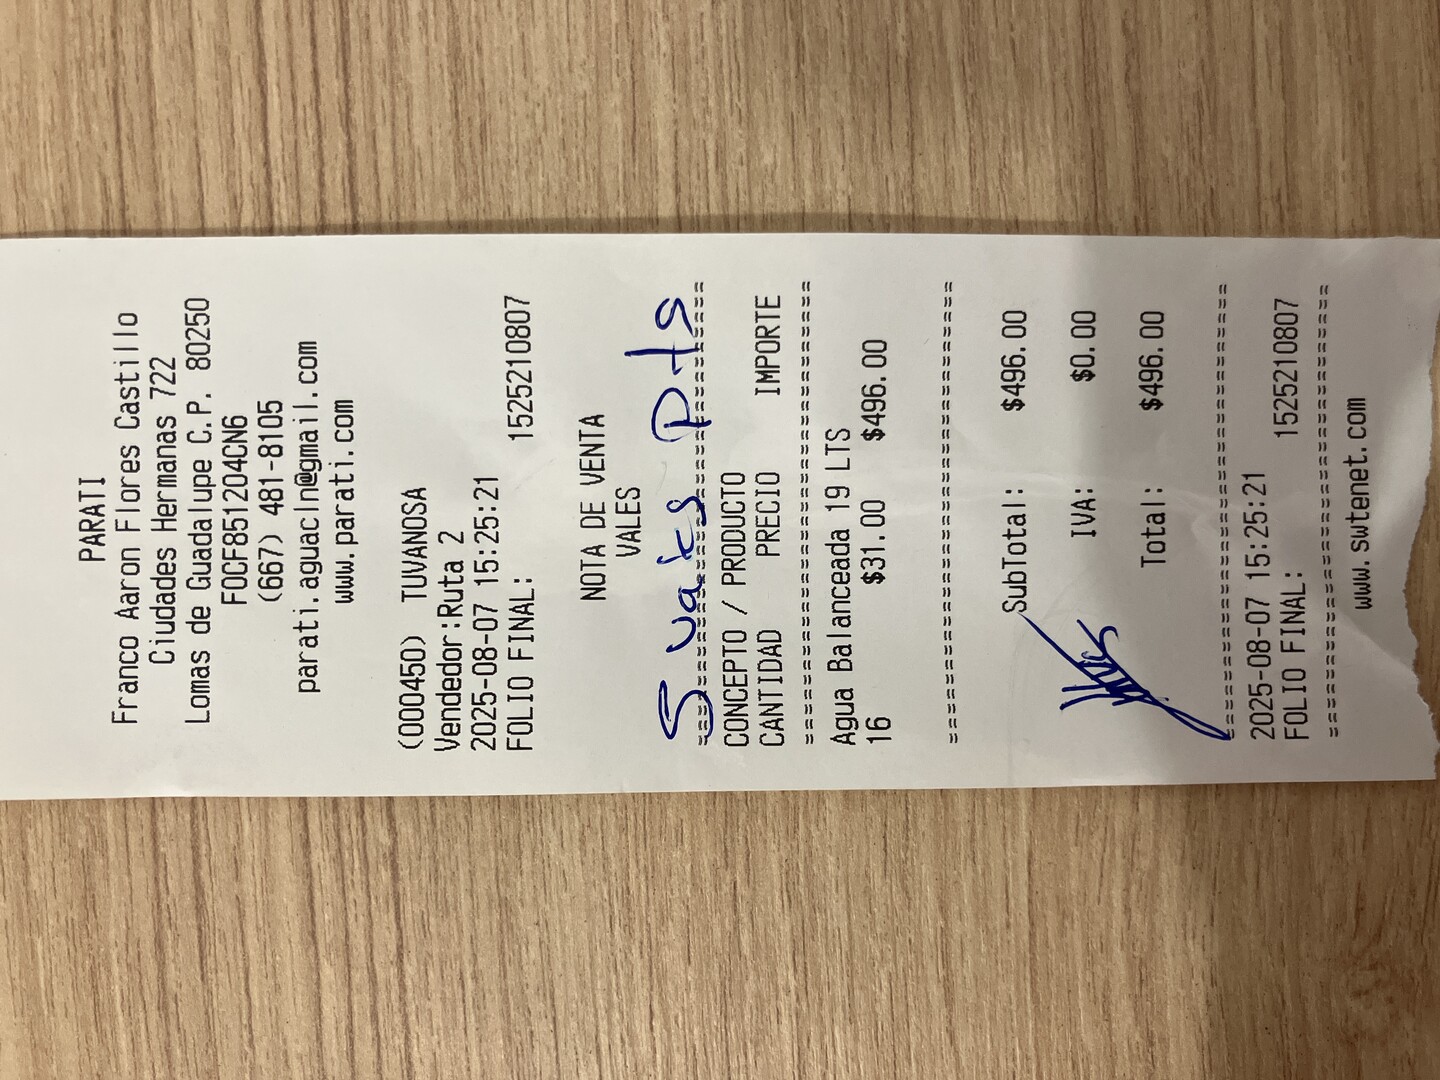 PARATI
Franco Aaron Flores Castillo
Ciudades Hermanas 722
Lomas de Guadalupe C.P. 80250
FOCF851204CN6
(667) 481-8105
parati.aguacln@gmail.com
www.parati.com
(000450) TUVANOSA
Vendedor:Ruta 2
2025-08-07 15:25:21
FOLIO FINAL: 1525210807
NOTA DE VENTA
VALES
5 vales pts
==============================
CONCEPTO / PRODUCTO
CANTIDAD PRECIO IMPORTE
==============================
Agua Balanceada 19 LTS
16 $31.00 $496.00
==============================
SubTotal: $496.00
IVA: $0.00
Total: $496.00
==============================
2025-08-07 15:25:21
FOLIO FINAL: 1525210807
==============================
www.swtenet.com